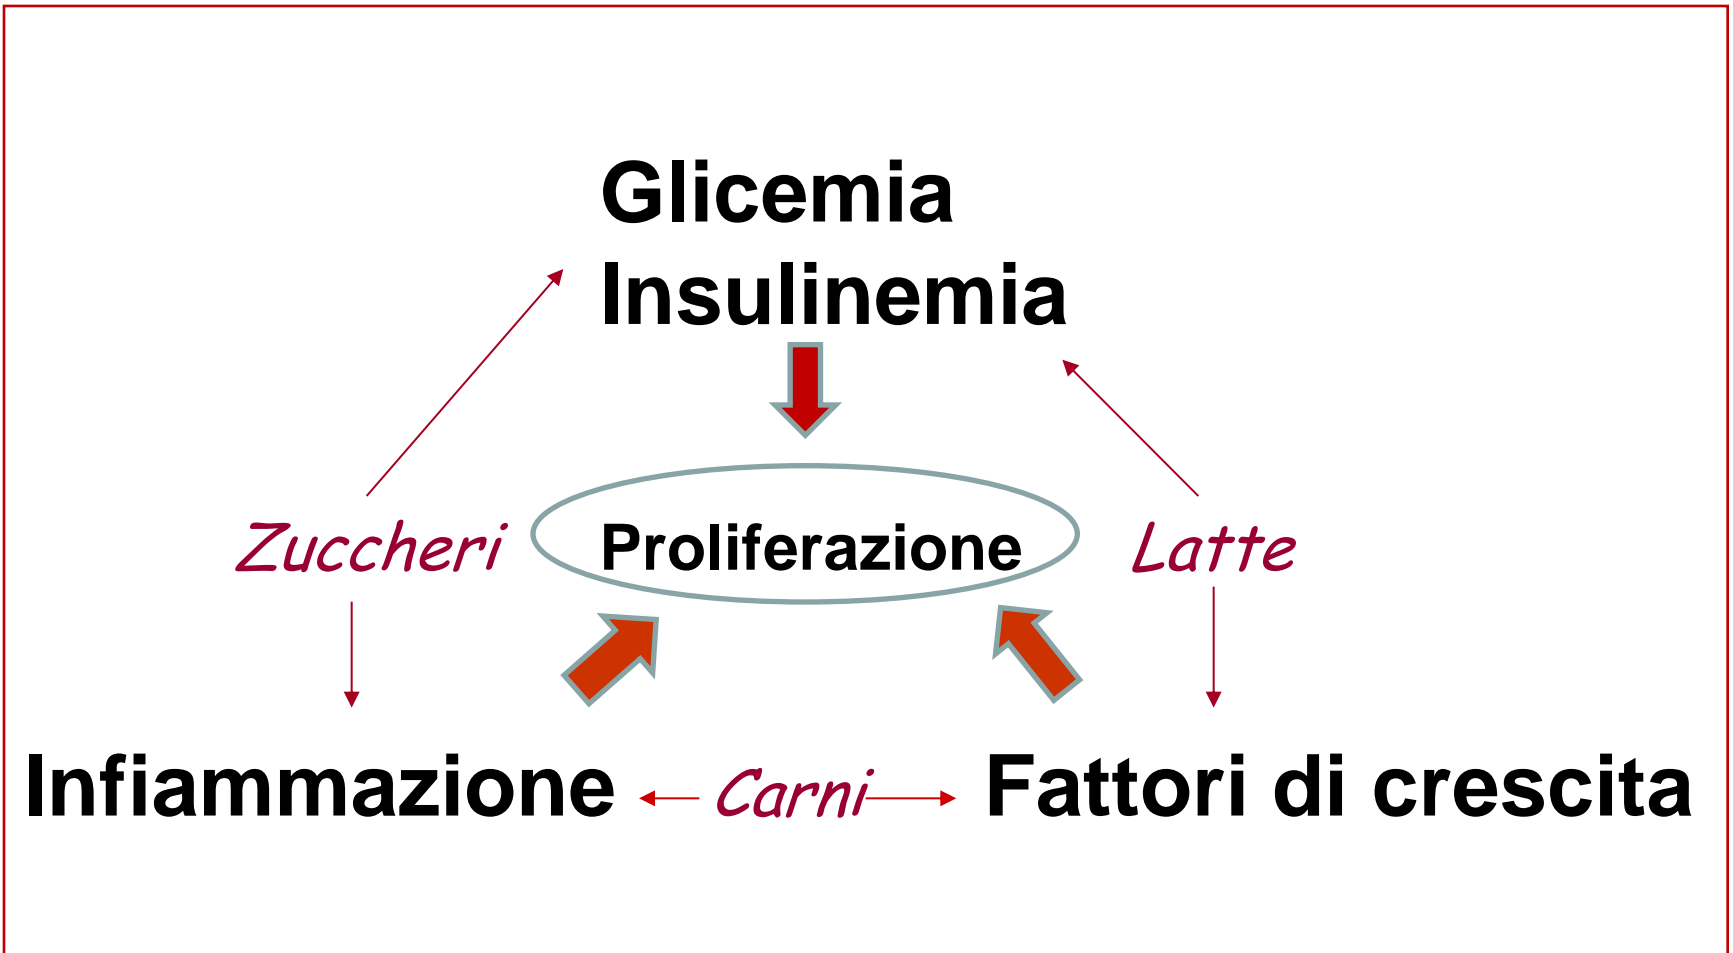 Glicemia
Insulinemia
Zuccheri
Proliferazione
Latte
Infiammazione
Carni
Fattori di crescita